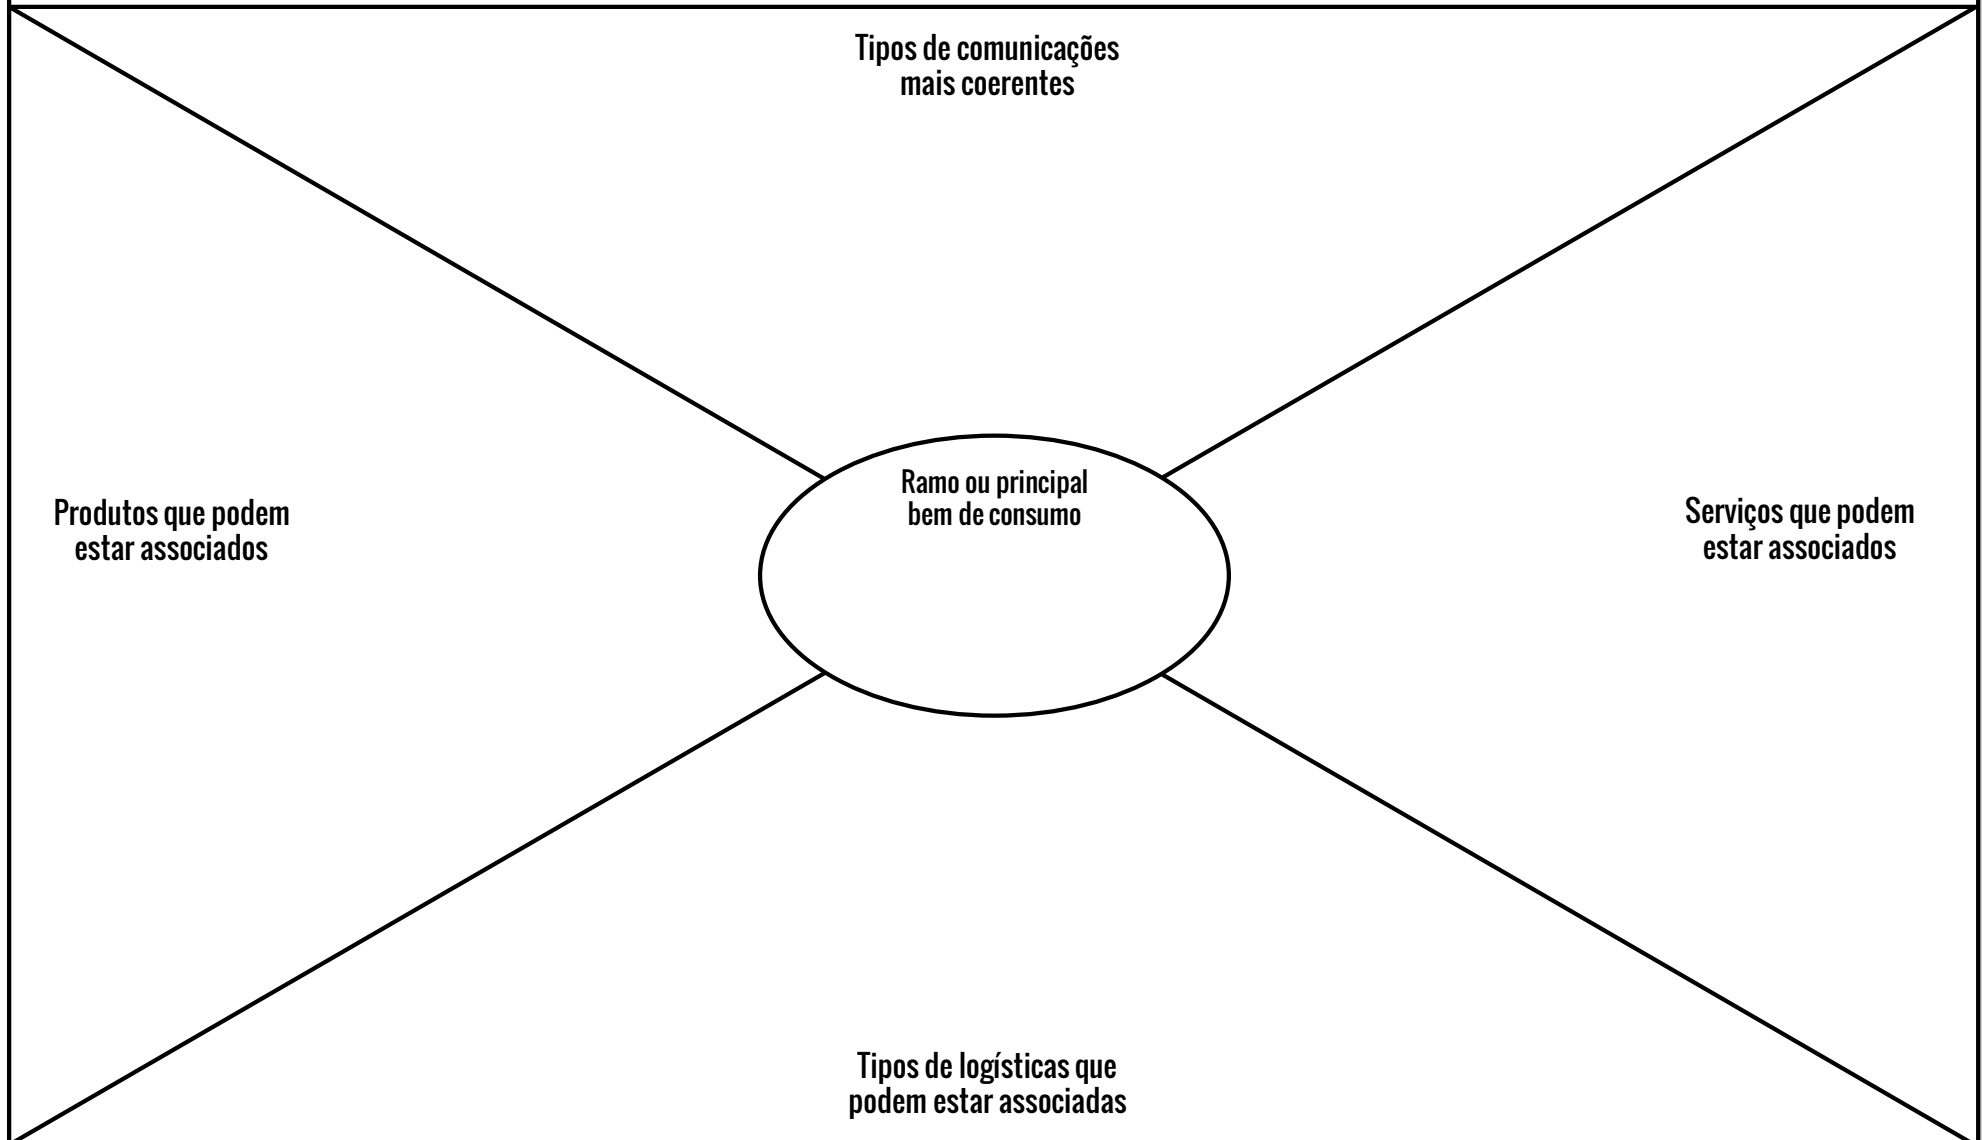 Tipos de comunicações
mais coerentes
Ramo ou principal
bem de consumo
Produtos que podem
estar associados
Serviços que podem
estar associados
Tipos de logísticas que
podem estar associadas